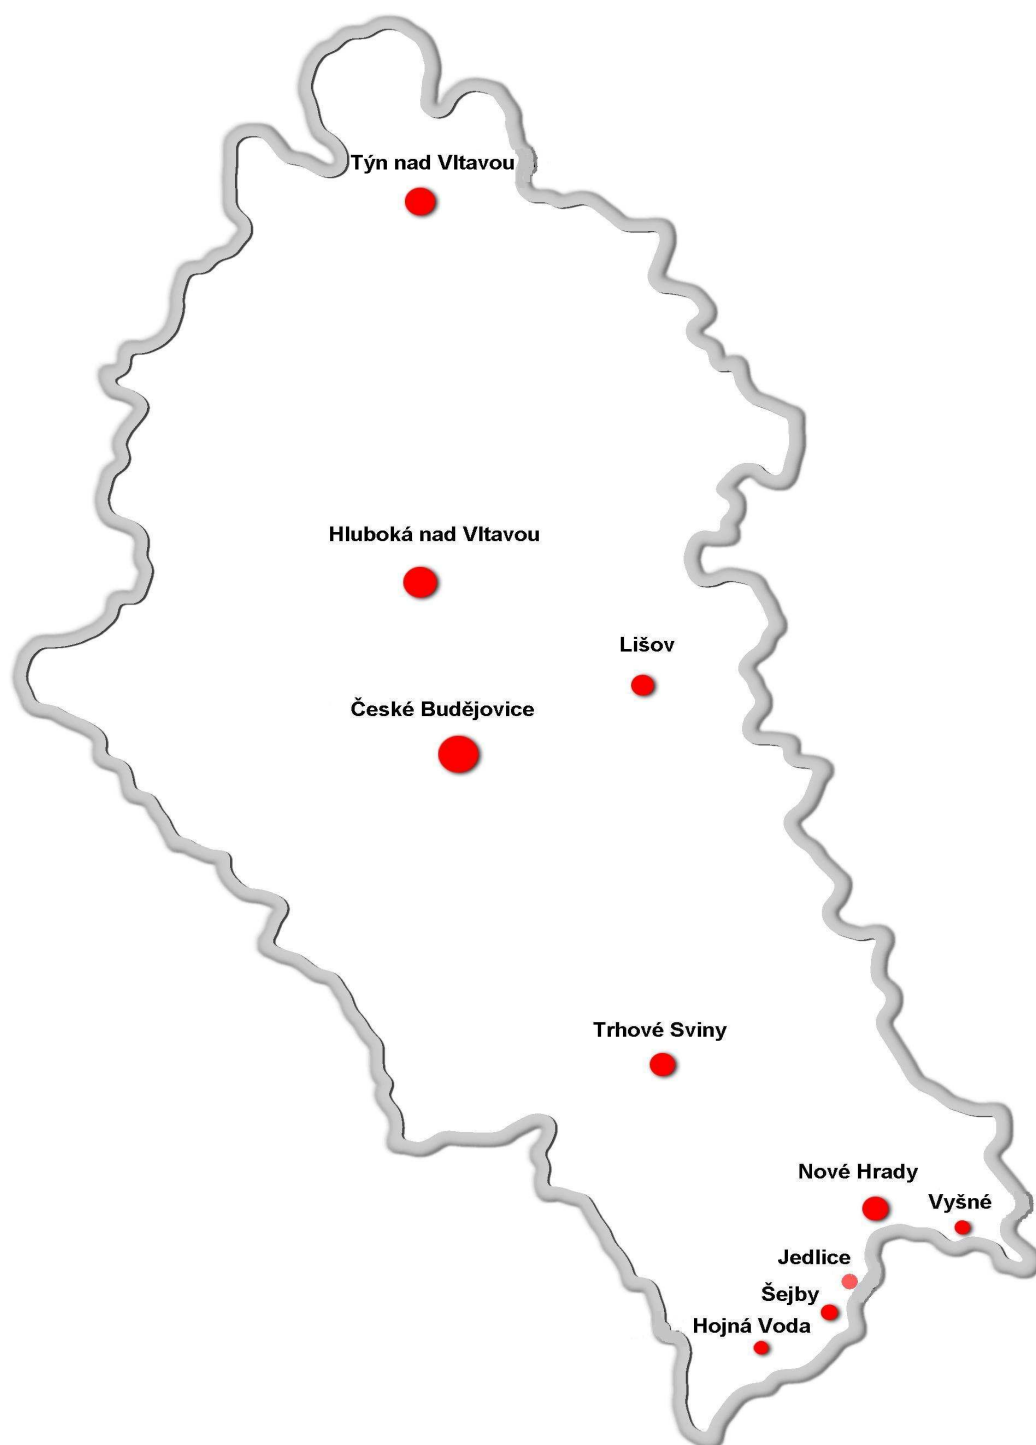 Týn nad Vltavou
Hluboká nad Vltavou
Lišov
České Budějovice
Trhové Sviny
Nové Hrady
Vyšné
Jedlice
Šejby
Hojná Voda